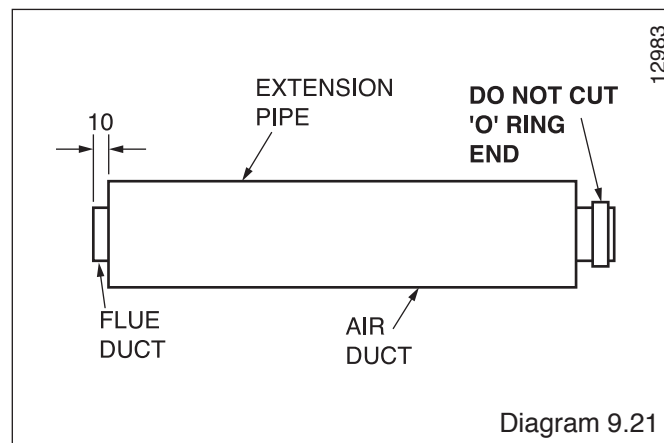 12983
EXTENSION
PIPE
DO NOT CUT
'O' RING
END
10
FLUE
DUCT
AIR
DUCT
Diagram 9.21